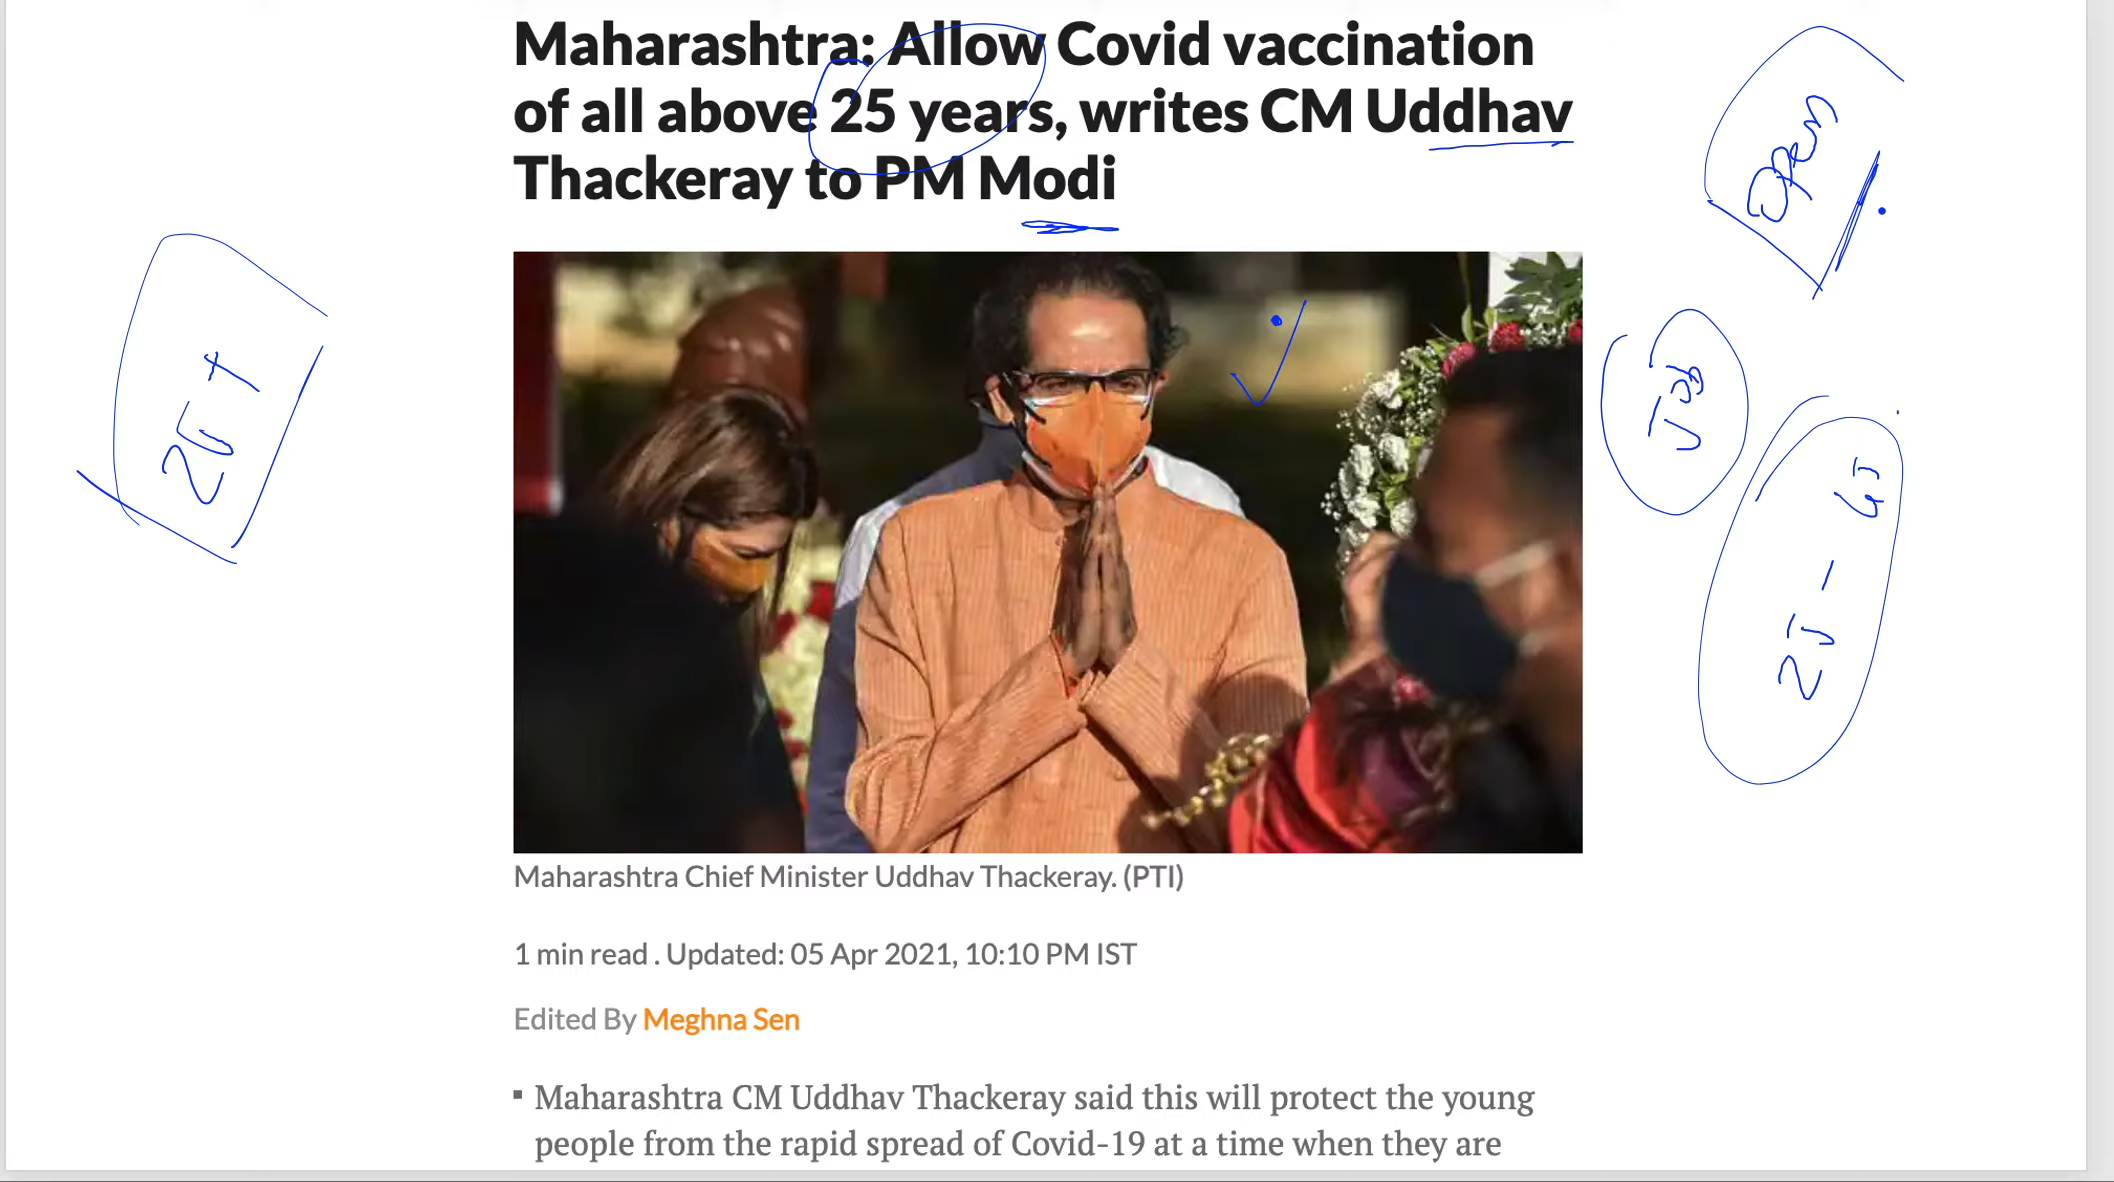 Maharashtra: Allow Covid vaccination
of all above 25 years, writes CM Uddhav
Thackeray to PM Modi
Open
25+
Job
25 - 45
Maharashtra Chief Minister Uddhav Thackeray. (PTI)
1 min read . Updated: 05 Apr 2021, 10:10 PM IST
Edited By Meghna Sen
▪ Maharashtra CM Uddhav Thackeray said this will protect the young
people from the rapid spread of Covid-19 at a time when they are